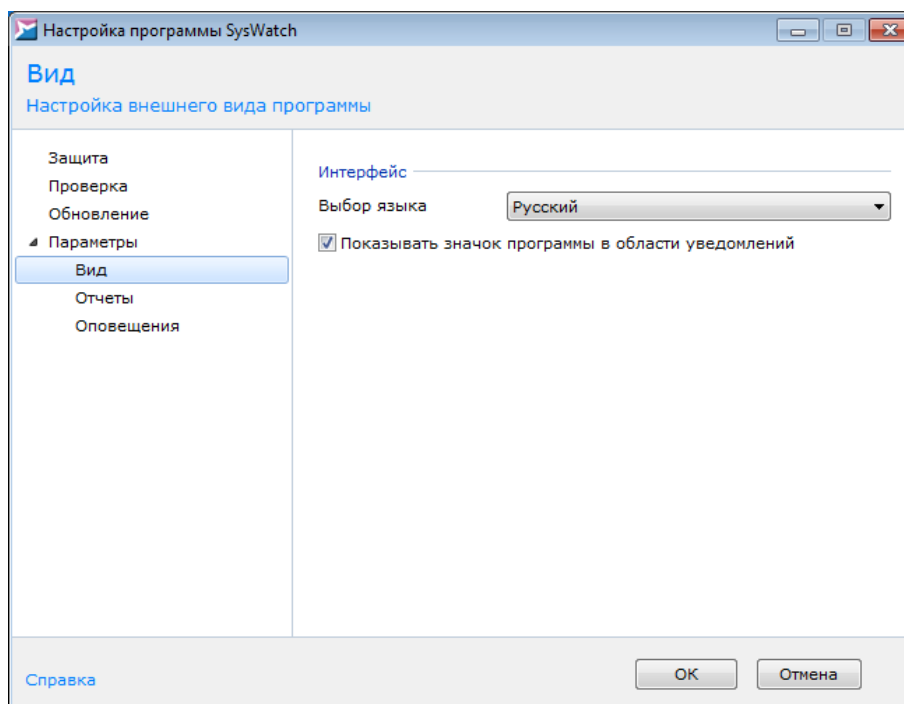 Настройка программы SysWatch
Вид
Настройка внешнего вида программы
Защита
Проверка
Обновление
Параметры
Вид
Отчеты
Оповещения
Интерфейс
Выбор языка
Русский
Показывать значок программы в области уведомлений
Справка
ОК
Отмена